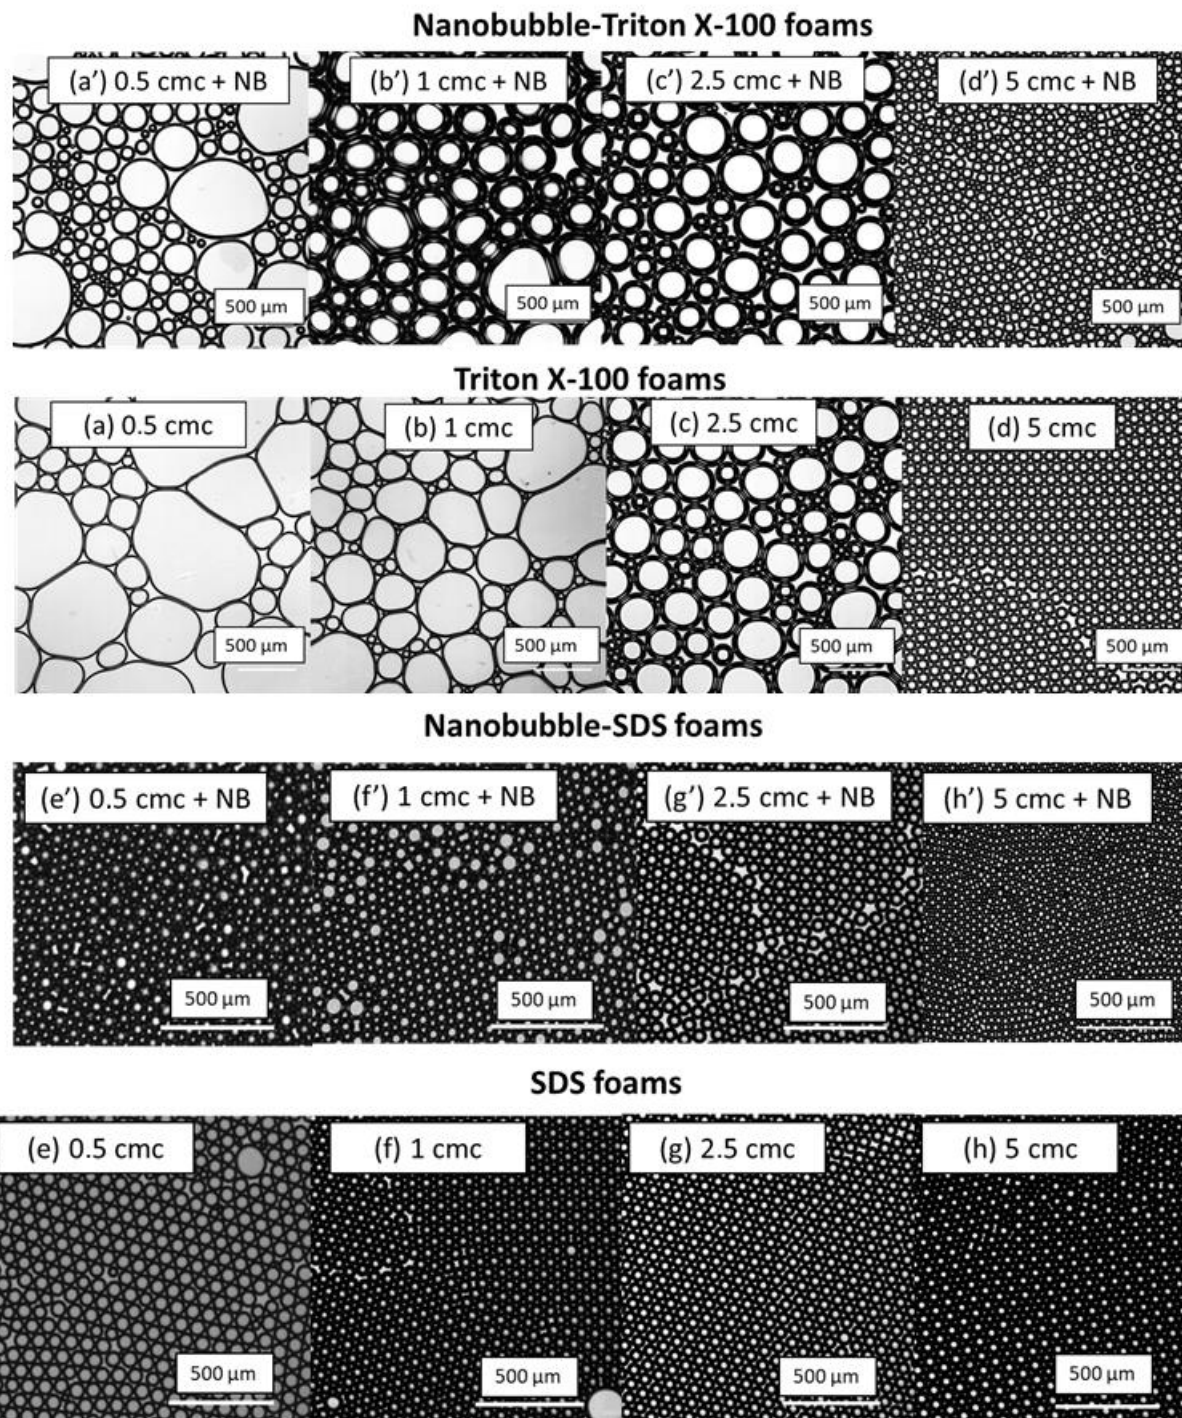 Nanobubble-Triton X-100 foams
(a') 0.5 cmc + NB
(b') 1 cmc + NB
(c') 2.5 cmc + NB
(d') 5 cmc + NB
500 µm
500 µm
500 µm
500 µm
Triton X-100 foams
(a) 0.5 cmc
(b) 1 cmc
(c) 2.5 cmc
(d) 5 cmc
500 µm
500 µm
500 µm
500 µm
Nanobubble-SDS foams
(e') 0.5 cmc + NB
(f') 1 cmc + NB
(g') 2.5 cmc + NB
(h') 5 cmc + NB
500 µm
500 µm
500 µm
500 µm
SDS foams
(e) 0.5 cmc
(f) 1 cmc
(g) 2.5 cmc
(h) 5 cmc
500 µm
500 µm
500 µm
500 µm